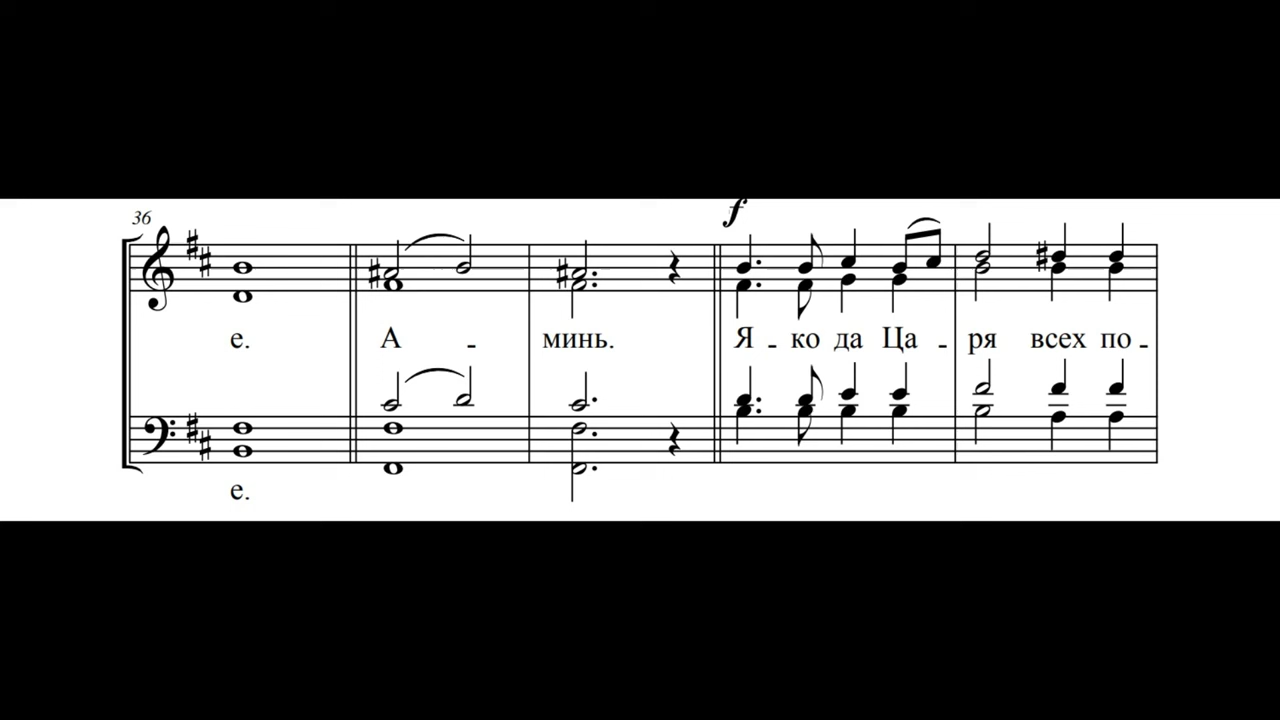 36
f
е. А - минь. Я - ко да Ца - ря всех по -
е.